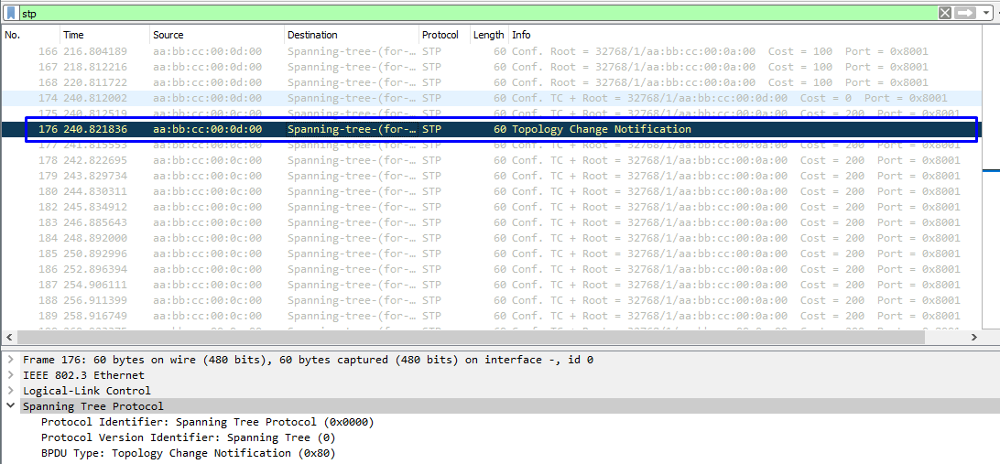 stp
No. Time Source Destination Protocol Length Info
166 216.804189 aa:bb:cc:00:0d:00 Spanning-tree-(for-… STP 60 Conf. Root = 32768/1/aa:bb:cc:00:0a:00 Cost = 100 Port = 0x8001
167 218.812216 aa:bb:cc:00:0d:00 Spanning-tree-(for-… STP 60 Conf. Root = 32768/1/aa:bb:cc:00:0a:00 Cost = 100 Port = 0x8001
168 220.811722 aa:bb:cc:00:0d:00 Spanning-tree-(for-… STP 60 Conf. Root = 32768/1/aa:bb:cc:00:0a:00 Cost = 100 Port = 0x8001
174 240.812002 aa:bb:cc:00:0d:00 Spanning-tree-(for-… STP 60 Conf. TC + Root = 32768/1/aa:bb:cc:00:0d:00 Cost = 0 Port = 0x8001
175 240.812519 aa:bb:cc:00:0c:00 Spanning-tree-(for-… STP 60 Conf. TC + Root = 32768/1/aa:bb:cc:00:0a:00 Cost = 200 Port = 0x8001
176 240.821836 aa:bb:cc:00:0d:00 Spanning-tree-(for-… STP 60 Topology Change Notification
177 241.815553 aa:bb:cc:00:0c:00 Spanning-tree-(for-… STP 60 Conf. TC + Root = 32768/1/aa:bb:cc:00:0a:00 Cost = 200 Port = 0x8001
178 242.822695 aa:bb:cc:00:0c:00 Spanning-tree-(for-… STP 60 Conf. TC + Root = 32768/1/aa:bb:cc:00:0a:00 Cost = 200 Port = 0x8001
179 243.829734 aa:bb:cc:00:0c:00 Spanning-tree-(for-… STP 60 Conf. TC + Root = 32768/1/aa:bb:cc:00:0a:00 Cost = 200 Port = 0x8001
180 244.830311 aa:bb:cc:00:0c:00 Spanning-tree-(for-… STP 60 Conf. TC + Root = 32768/1/aa:bb:cc:00:0a:00 Cost = 200 Port = 0x8001
182 245.834912 aa:bb:cc:00:0c:00 Spanning-tree-(for-… STP 60 Conf. TC + Root = 32768/1/aa:bb:cc:00:0a:00 Cost = 200 Port = 0x8001
183 246.885643 aa:bb:cc:00:0c:00 Spanning-tree-(for-… STP 60 Conf. TC + Root = 32768/1/aa:bb:cc:00:0a:00 Cost = 200 Port = 0x8001
184 248.892000 aa:bb:cc:00:0c:00 Spanning-tree-(for-… STP 60 Conf. TC + Root = 32768/1/aa:bb:cc:00:0a:00 Cost = 200 Port = 0x8001
185 250.892996 aa:bb:cc:00:0c:00 Spanning-tree-(for-… STP 60 Conf. TC + Root = 32768/1/aa:bb:cc:00:0a:00 Cost = 200 Port = 0x8001
186 252.896394 aa:bb:cc:00:0c:00 Spanning-tree-(for-… STP 60 Conf. TC + Root = 32768/1/aa:bb:cc:00:0a:00 Cost = 200 Port = 0x8001
187 254.906111 aa:bb:cc:00:0c:00 Spanning-tree-(for-… STP 60 Conf. TC + Root = 32768/1/aa:bb:cc:00:0a:00 Cost = 200 Port = 0x8001
188 256.911399 aa:bb:cc:00:0c:00 Spanning-tree-(for-… STP 60 Conf. TC + Root = 32768/1/aa:bb:cc:00:0a:00 Cost = 200 Port = 0x8001
189 258.916749 aa:bb:cc:00:0c:00 Spanning-tree-(for-… STP 60 Conf. TC + Root = 32768/1/aa:bb:cc:00:0a:00 Cost = 200 Port = 0x8001
Frame 176: 60 bytes on wire (480 bits), 60 bytes captured (480 bits) on interface -, id 0
IEEE 802.3 Ethernet
Logical-Link Control
Spanning Tree Protocol
Protocol Identifier: Spanning Tree Protocol (0x0000)
Protocol Version Identifier: Spanning Tree (0)
BPDU Type: Topology Change Notification (0x80)